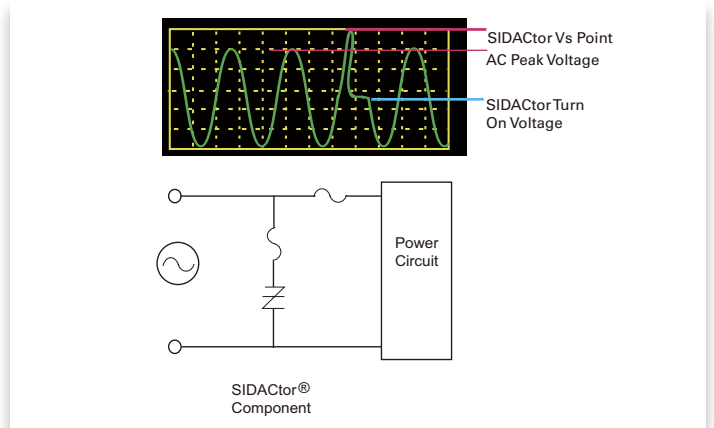 SIDACtor Vs Point
AC Peak Voltage
SIDACtor Turn
On Voltage
Power
Circuit
SIDACtor®
Component